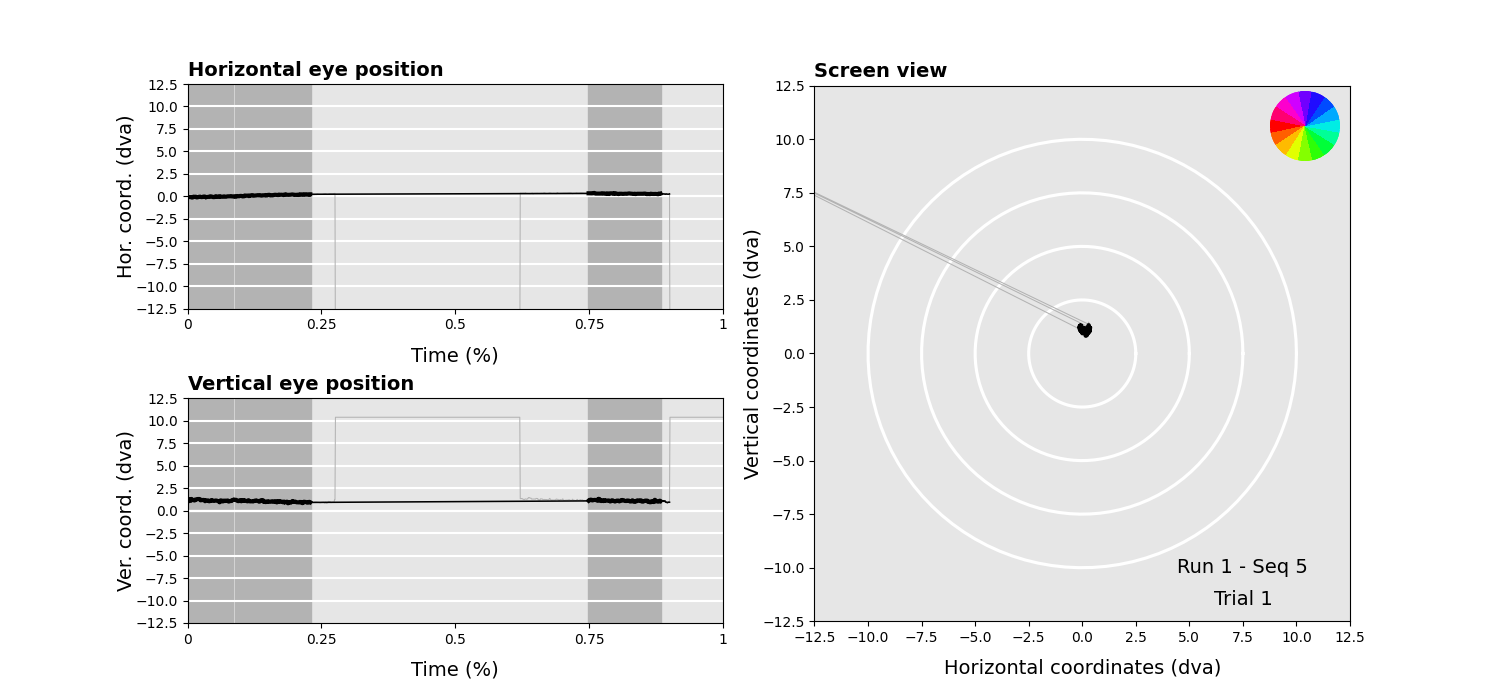 Horizontal eye position
Hor. coord. (dva)
12.5
10.0
7.5
5.0
2.5
0.0
−2.5
−5.0
−7.5
−10.0
−12.5
0 0.25 0.5 0.75 1
Time (%)
Vertical eye position
Ver. coord. (dva)
12.5
10.0
7.5
5.0
2.5
0.0
−2.5
−5.0
−7.5
−10.0
−12.5
0 0.25 0.5 0.75 1
Time (%)
Screen view
Vertical coordinates (dva)
12.5
10.0
7.5
5.0
2.5
0.0
−2.5
−5.0
−7.5
−10.0
−12.5
Run 1 - Seq 5
Trial 1
−12.5 −10.0 −7.5 −5.0 −2.5 0.0 2.5 5.0 7.5 10.0 12.5
Horizontal coordinates (dva)